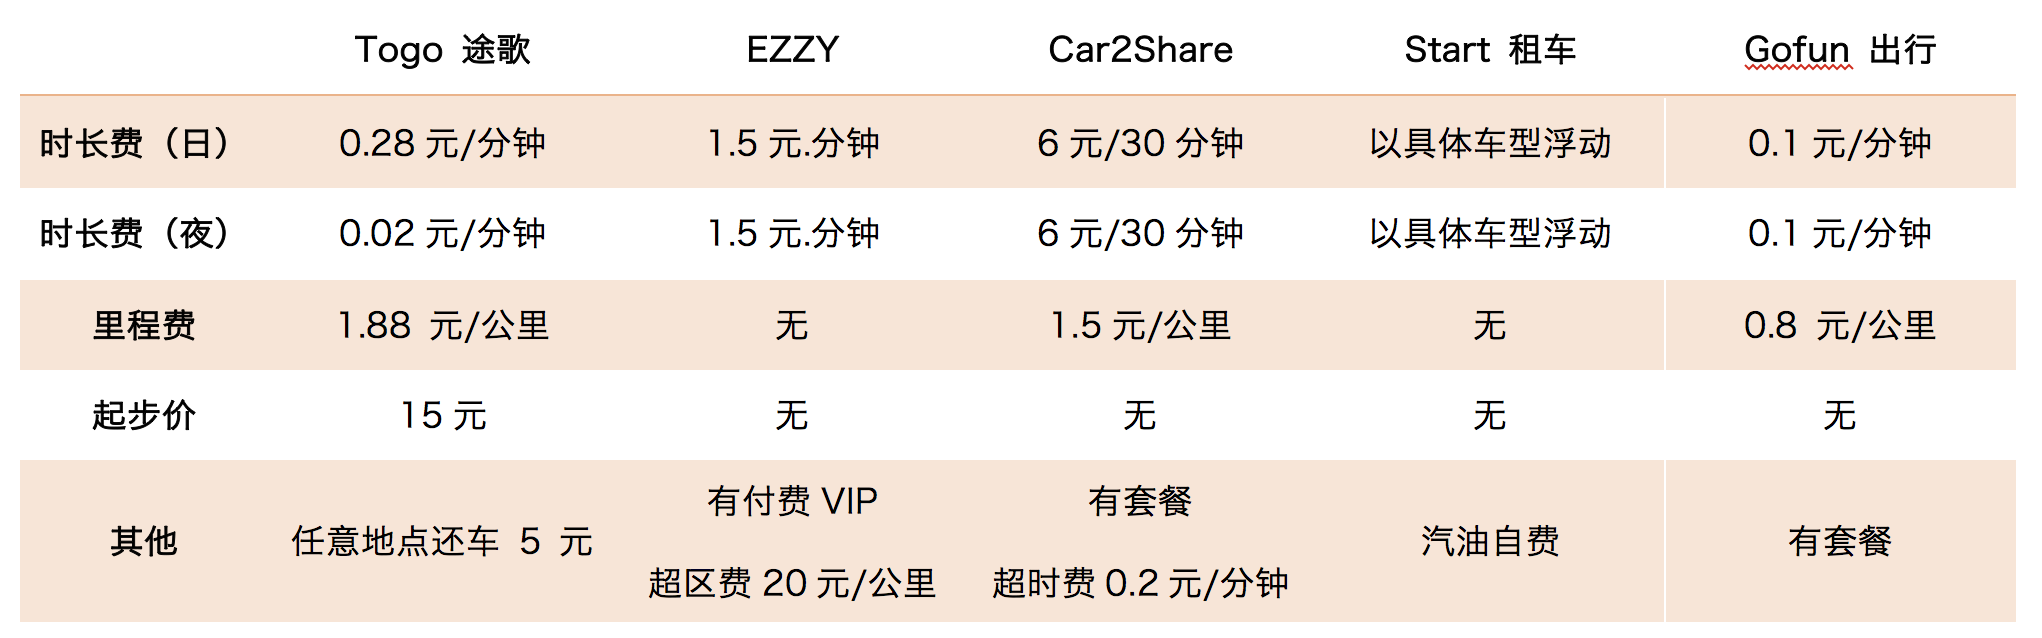 Togo 途歌 EZZY Car2Share Start 租车 Gofun 出行
时长费（日） 0.28 元/分钟 1.5 元.分钟 6 元/30 分钟 以具体车型浮动 0.1 元/分钟
时长费（夜） 0.02 元/分钟 1.5 元.分钟 6 元/30 分钟 以具体车型浮动 0.1 元/分钟
里程费 1.88 元/公里 无 1.5 元/公里 无 0.8 元/公里
起步价 15 元 无 无 无 无
其他 任意地点还车 5 元 有付费 VIP 有套餐 汽油自费 有套餐
超区费 20 元/公里 超时费 0.2 元/分钟